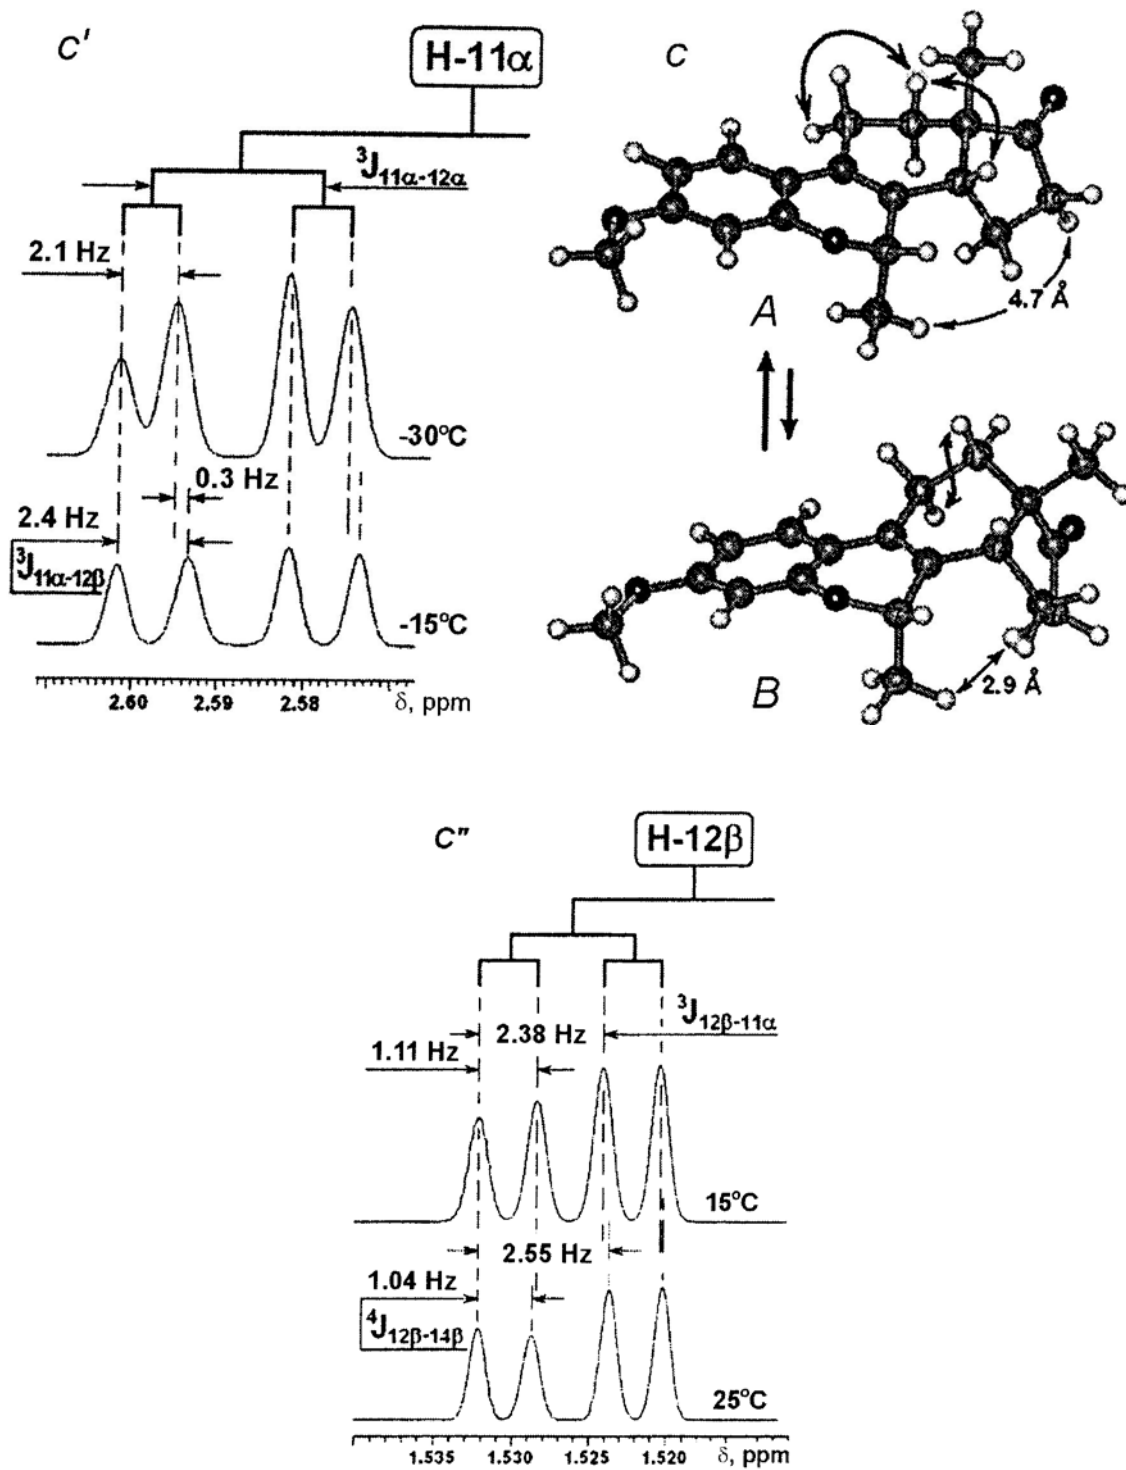 C′
H-11α
³J₁₁α₋₁₂α
2.1 Hz
-30°C
0.3 Hz
2.4 Hz
³J₁₁α₋₁₂β
-15°C
2.60 2.59 2.58 δ, ppm
C
4.7 Å
A
B
2.9 Å
C″
H-12β
³J₁₂β₋₁₁α
2.38 Hz
1.11 Hz
15°C
2.55 Hz
1.04 Hz
⁴J₁₂β₋₁₄β
25°C
1.535 1.530 1.525 1.520 δ, ppm